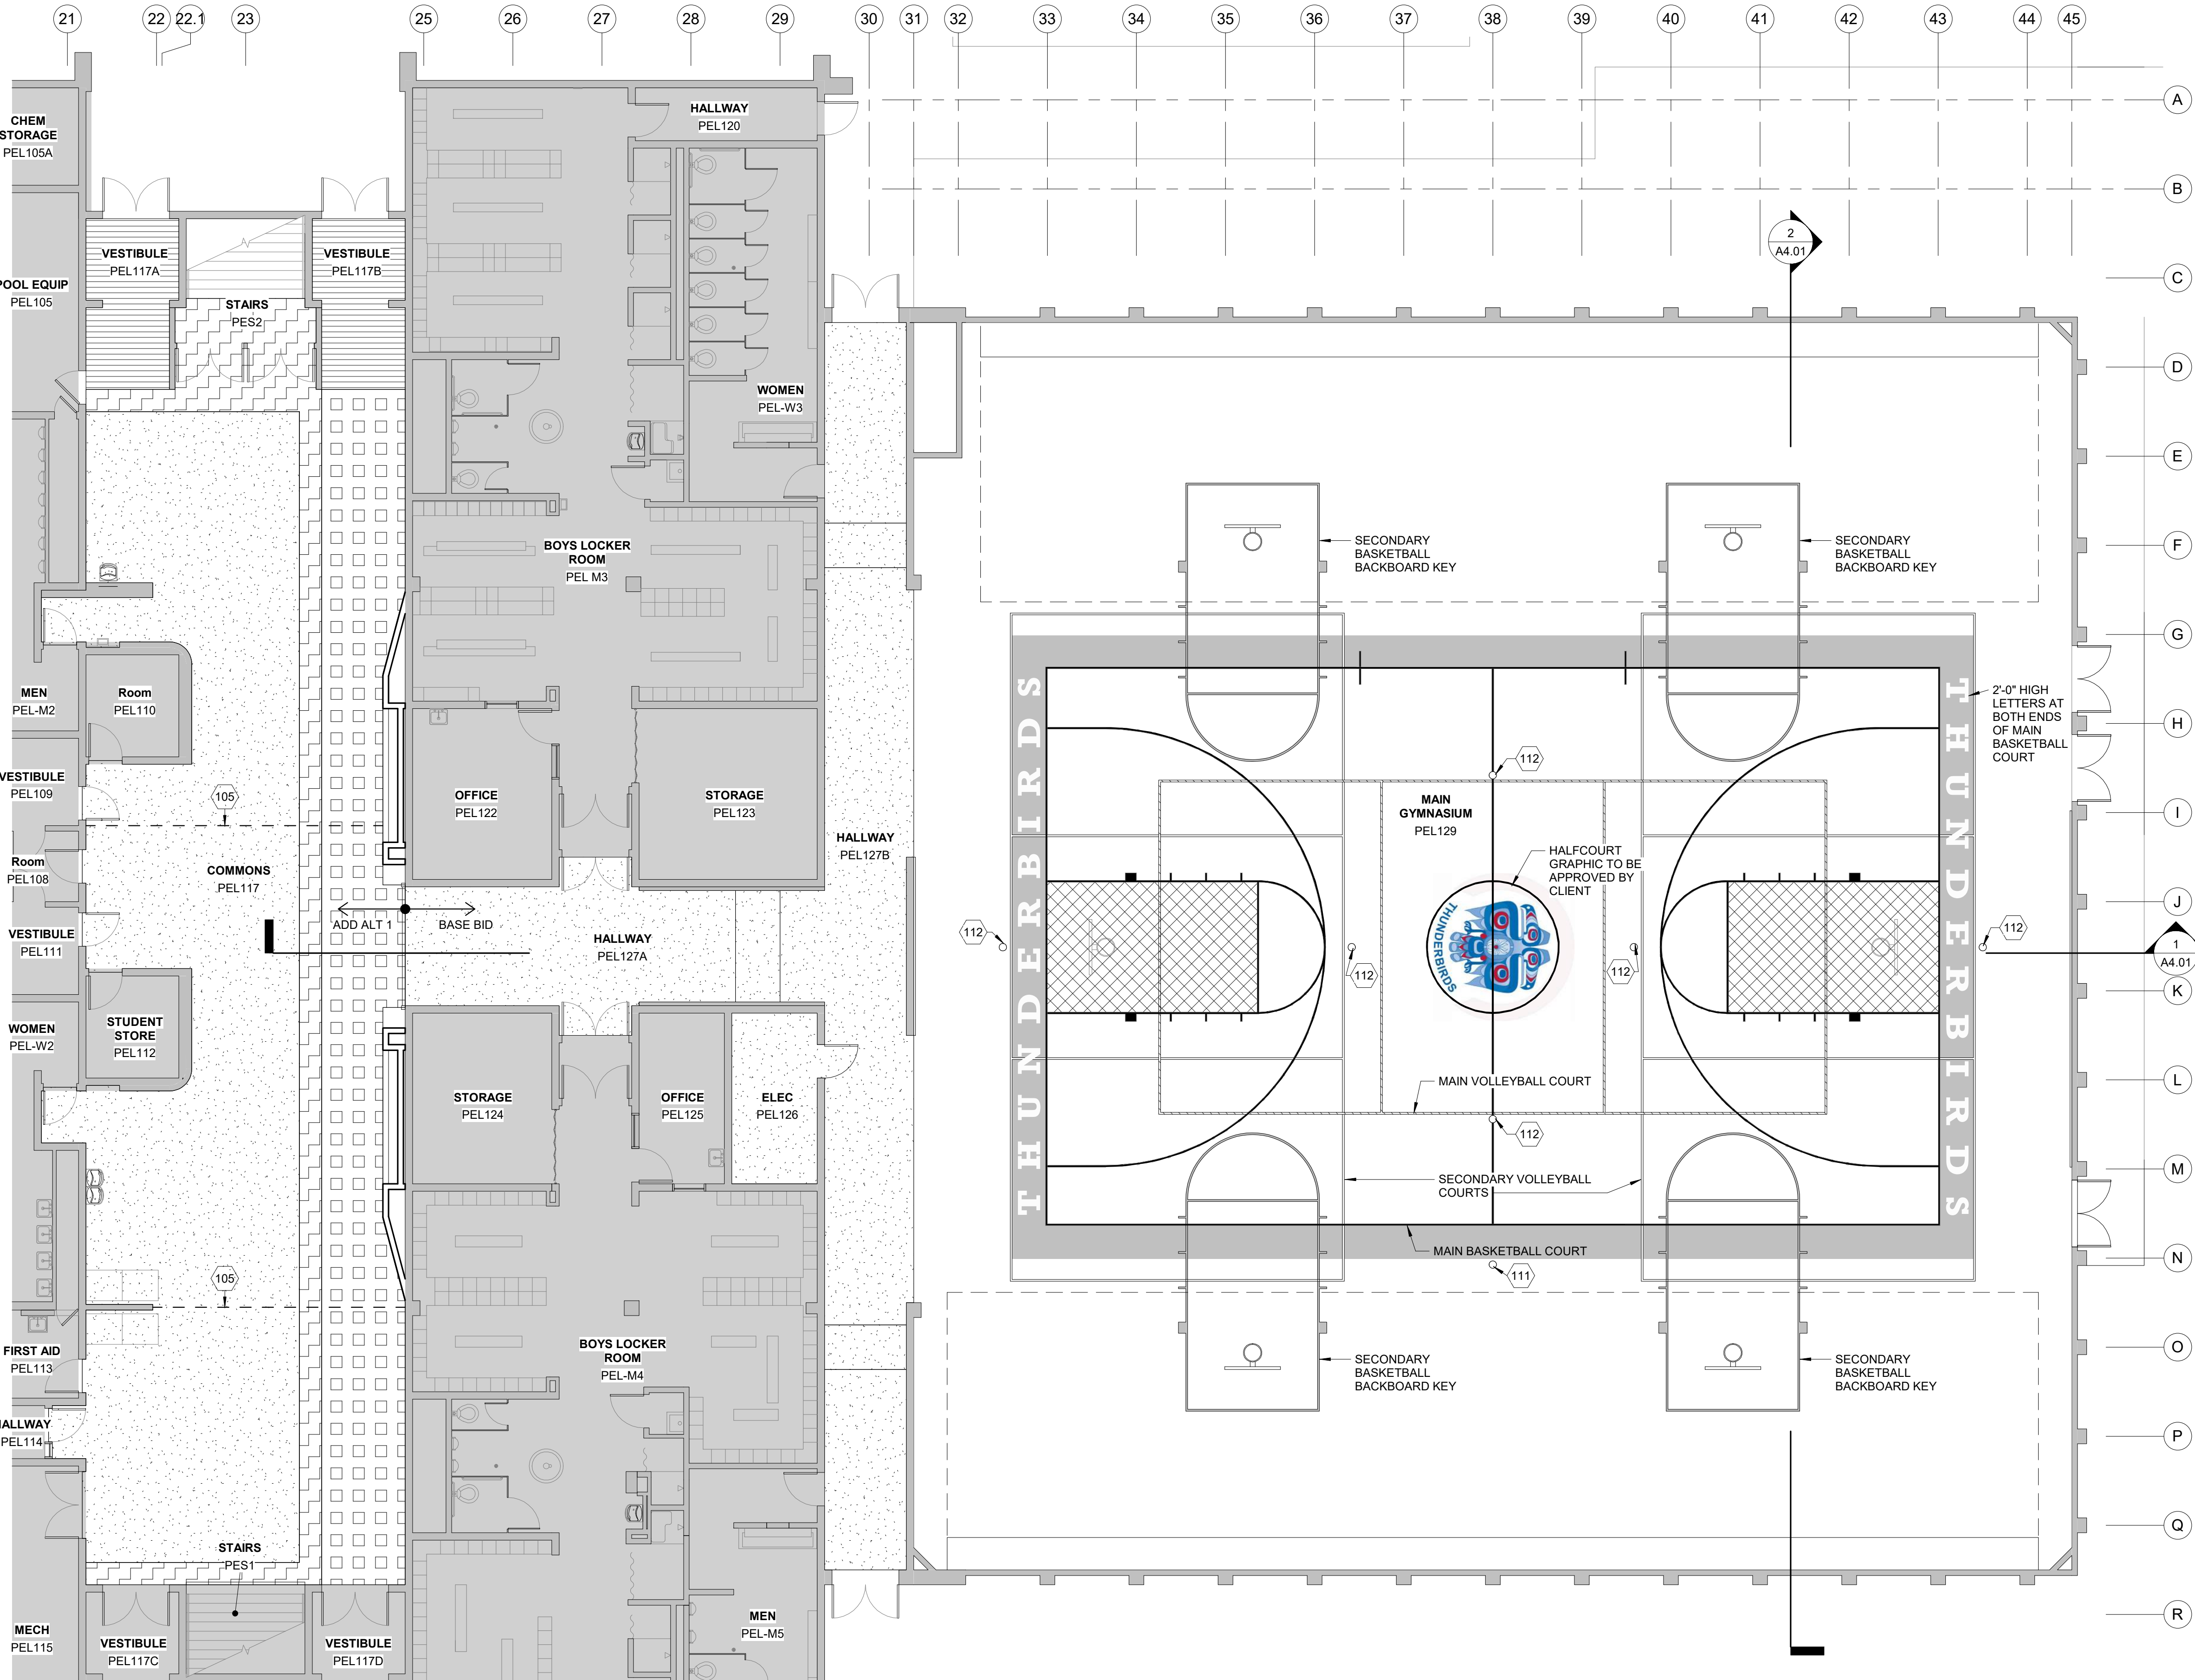 21
22
22.1
23
25
26
27
28
29
30
31
32
33
34
35
36
37
38
39
40
41
42
43
44
45
A
B
C
D
E
F
G
H
I
J
K
L
M
N
O
P
Q
R
CHEM
STORAGE
PEL105A
POOL EQUIP
PEL105
VESTIBULE
PEL117A
VESTIBULE
PEL117B
STAIRS
PES2
HALLWAY
PEL120
WOMEN
PEL-W3
BOYS LOCKER
ROOM
PEL M3
MEN
PEL-M2
Room
PEL110
VESTIBULE
PEL109
105
Room
PEL108
COMMONS
PEL117
VESTIBULE
PEL111
WOMEN
PEL-W2
STUDENT
STORE
PEL112
OFFICE
PEL122
STORAGE
PEL123
HALLWAY
PEL127B
ADD ALT 1
BASE BID
HALLWAY
PEL127A
STORAGE
PEL124
OFFICE
PEL125
ELEC
PEL126
105
FIRST AID
PEL113
HALLWAY
PEL114
BOYS LOCKER
ROOM
PEL-M4
STAIRS
PES1
MECH
PEL115
VESTIBULE
PEL117C
VESTIBULE
PEL117D
MEN
PEL-M5
2
A4.01
SECONDARY
BASKETBALL
BACKBOARD KEY
SECONDARY
BASKETBALL
BACKBOARD KEY
2'-0" HIGH
LETTERS AT
BOTH ENDS
OF MAIN
BASKETBALL
COURT
THUNDERBIRDS
THUNDERBIRDS
112
MAIN
GYMNASIUM
PEL129
HALFCOURT
GRAPHIC TO BE
APPROVED BY
CLIENT
THUNDERBIRDS
112
112
112
112
1
A4.01
MAIN VOLLEYBALL COURT
112
SECONDARY VOLLEYBALL
COURTS
MAIN BASKETBALL COURT
111
SECONDARY
BASKETBALL
BACKBOARD KEY
SECONDARY
BASKETBALL
BACKBOARD KEY